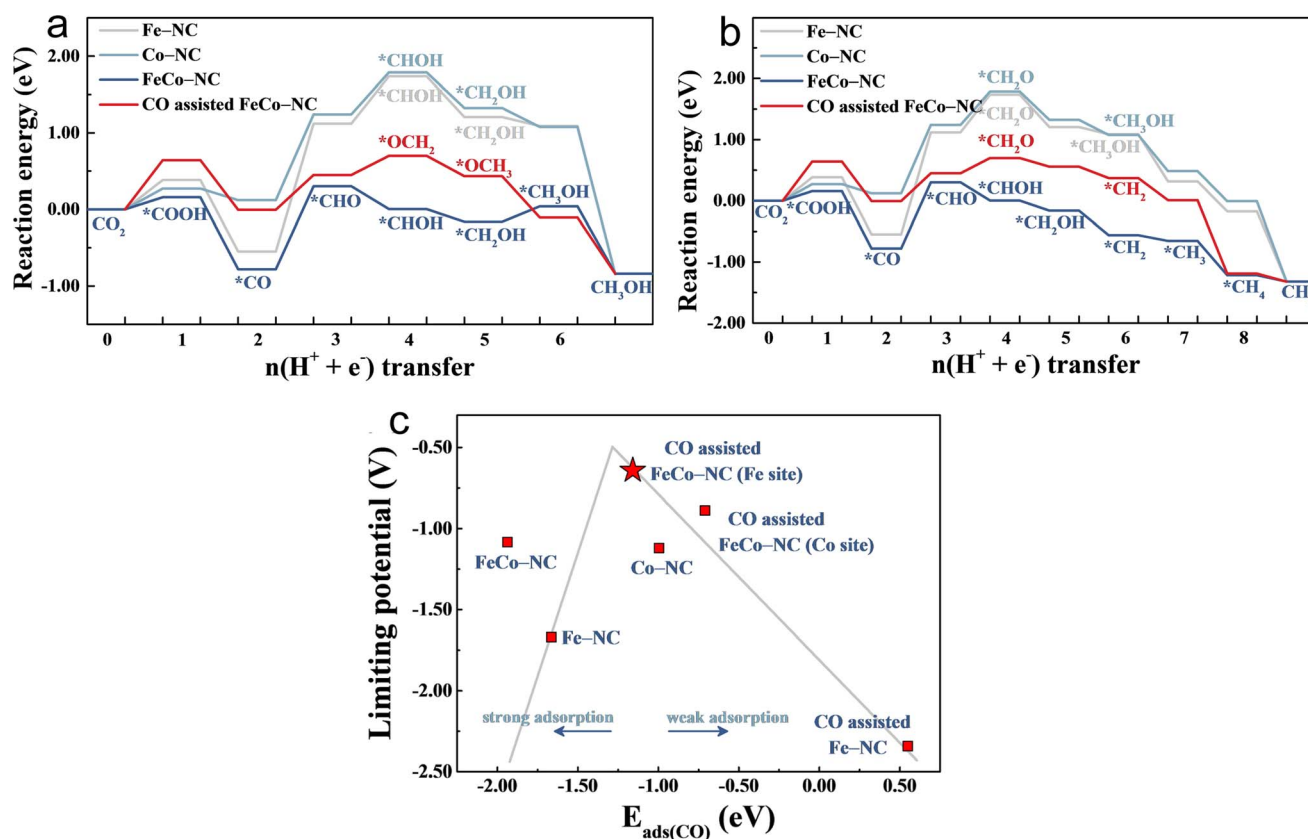 a
Fe–NC
Co–NC
FeCo–NC
CO assisted FeCo–NC
Reaction energy (eV)
2.00
1.00
0.00
-1.00
CO₂
*COOH
*CO
*CHO
*CHOH
*CHOH
*OCH₂
*CHOH
*CH₂OH
*CH₂OH
*OCH₃
*CH₂OH
*CH₃OH
CH₃OH
0 1 2 3 4 5 6
n(H⁺ + e⁻) transfer
b
Fe–NC
Co–NC
FeCo–NC
CO assisted FeCo–NC
Reaction energy (eV)
2.00
1.00
0.00
-1.00
-2.00
CO₂
*COOH
*CO
*CHO
*CH₂O
*CH₂O
*CH₂O
*CHOH
*CH₂OH
*CH₃OH
*CH₃OH
*CH₂
*CH₂
*CH₃
*CH₄
CH
0 1 2 3 4 5 6 7 8
n(H⁺ + e⁻) transfer
c
Limiting potential (V)
-0.50
-1.00
-1.50
-2.00
-2.50
CO assisted
FeCo–NC (Fe site)
CO assisted
FeCo–NC (Co site)
FeCo–NC
Co–NC
Fe–NC
strong adsorption
weak adsorption
CO assisted
Fe–NC
-2.00 -1.50 -1.00 -0.50 0.00 0.50
E_ads(CO) (eV)